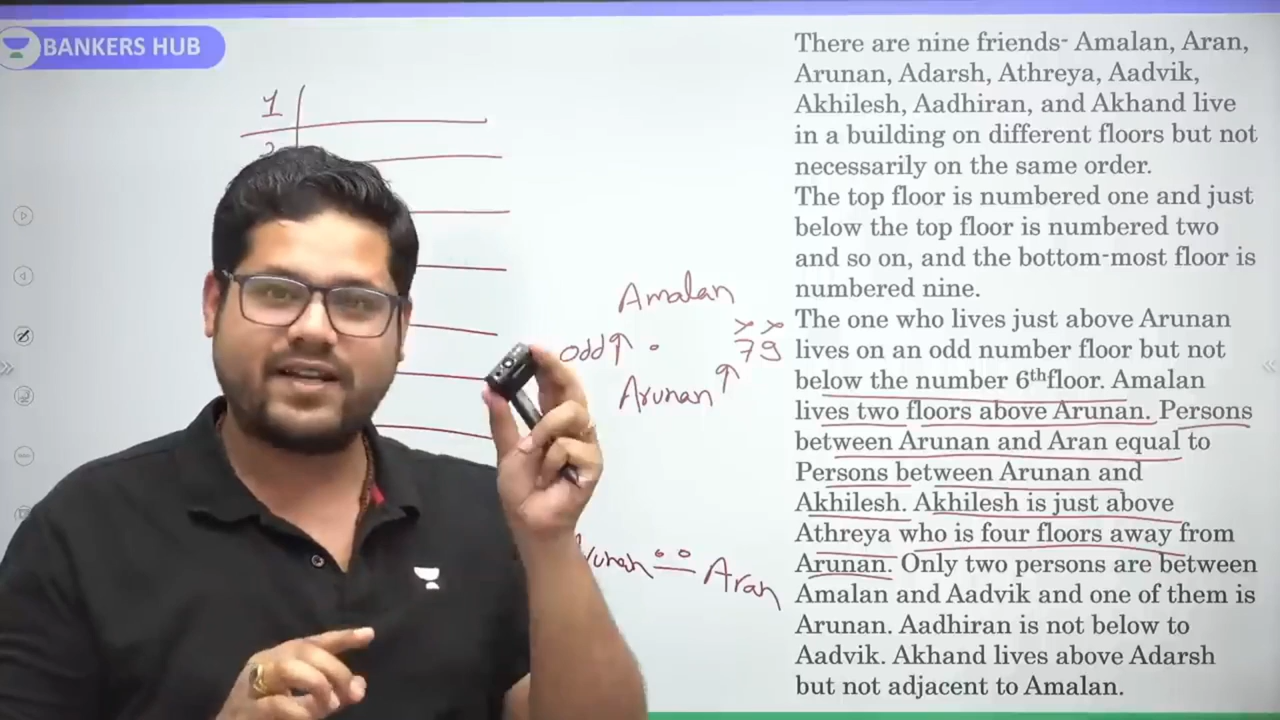 BANKERS HUB
There are nine friends- Amalan, Aran,
Arunan, Adarsh, Athreya, Aadvik,
Akhilesh, Aadhiran, and Akhand live
in a building on different floors but not
necessarily on the same order.
The top floor is numbered one and just
below the top floor is numbered two
and so on, and the bottom-most floor is
numbered nine.
The one who lives just above Arunan
lives on an odd number floor but not
below the number 6thfloor. Amalan
lives two floors above Arunan. Persons
between Arunan and Aran equal to
Persons between Arunan and
Akhilesh. Akhilesh is just above
Athreya who is four floors away from
Arunan. Only two persons are between
Amalan and Aadvik and one of them is
Arunan. Aadhiran is not below to
Aadvik. Akhand lives above Adarsh
but not adjacent to Amalan.
1
Amalan
odd↑ 7 9
Arunan ↑
Aran